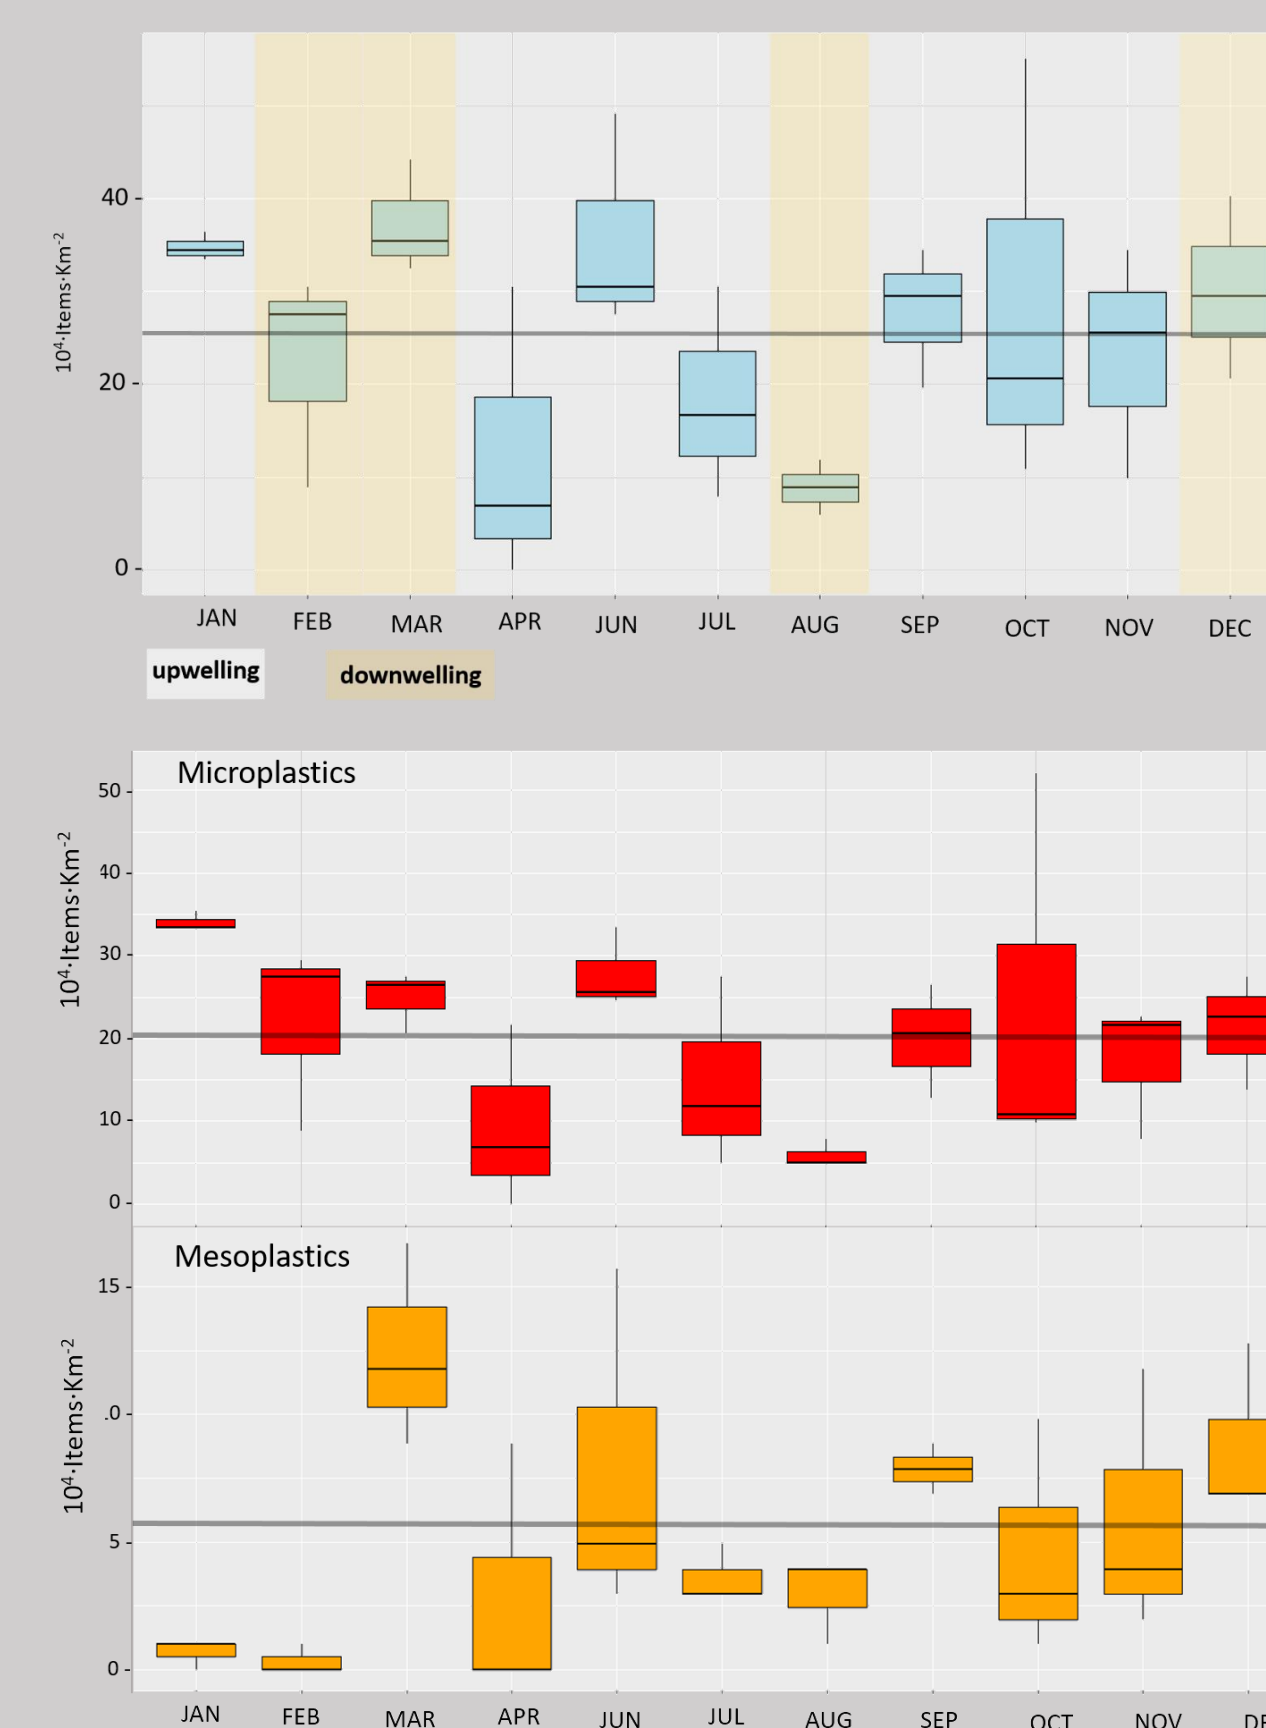 40
20
0
10⁴·Items·Km⁻²
JAN FEB MAR APR JUN JUL AUG SEP OCT NOV DEC
upwelling downwelling
Microplastics
50
40
30
20
10
0
10⁴·Items·Km⁻²
Mesoplastics
15
.0
5
0
10⁴·Items·Km⁻²
JAN FEB MAR APR JUN JUL AUG SEP OCT NOV